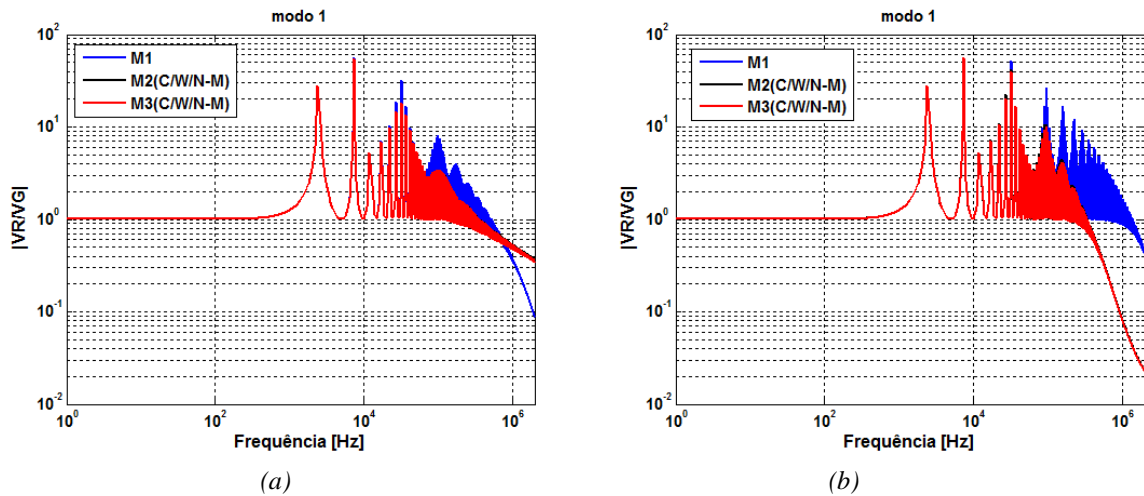 modo 1
10^2
M1
M2(C/W/N-M)
M3(C/W/N-M)
10^1
|VR/VG|
10^0
10^-1
10^-2
10^0
10^2
10^4
10^6
Frequência [Hz]
(a)
modo 1
10^2
M1
M2(C/W/N-M)
M3(C/W/N-M)
10^1
|VR/VG|
10^0
10^-1
10^-2
10^0
10^2
10^4
10^6
Frequência [Hz]
(b)